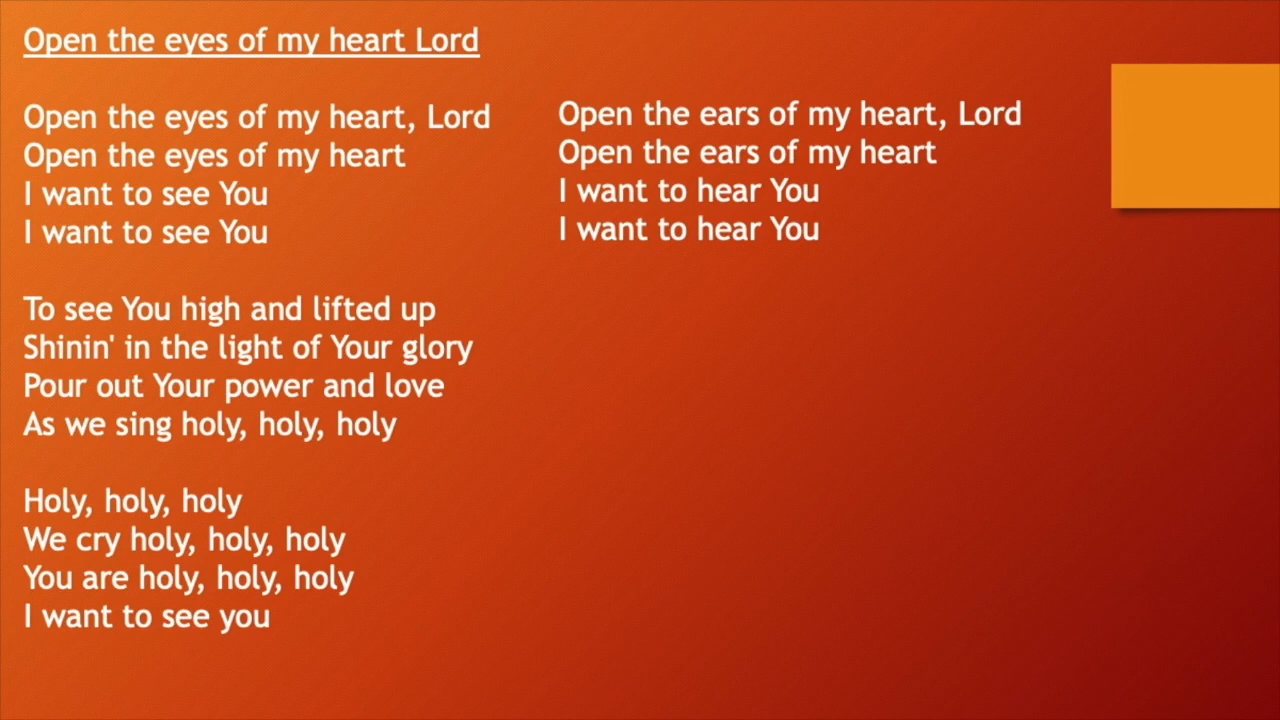 Open the eyes of my heart Lord
Open the eyes of my heart, Lord
Open the eyes of my heart
I want to see You
I want to see You
To see You high and lifted up
Shinin' in the light of Your glory
Pour out Your power and love
As we sing holy, holy, holy
Holy, holy, holy
We cry holy, holy, holy
You are holy, holy, holy
I want to see you
Open the ears of my heart, Lord
Open the ears of my heart
I want to hear You
I want to hear You